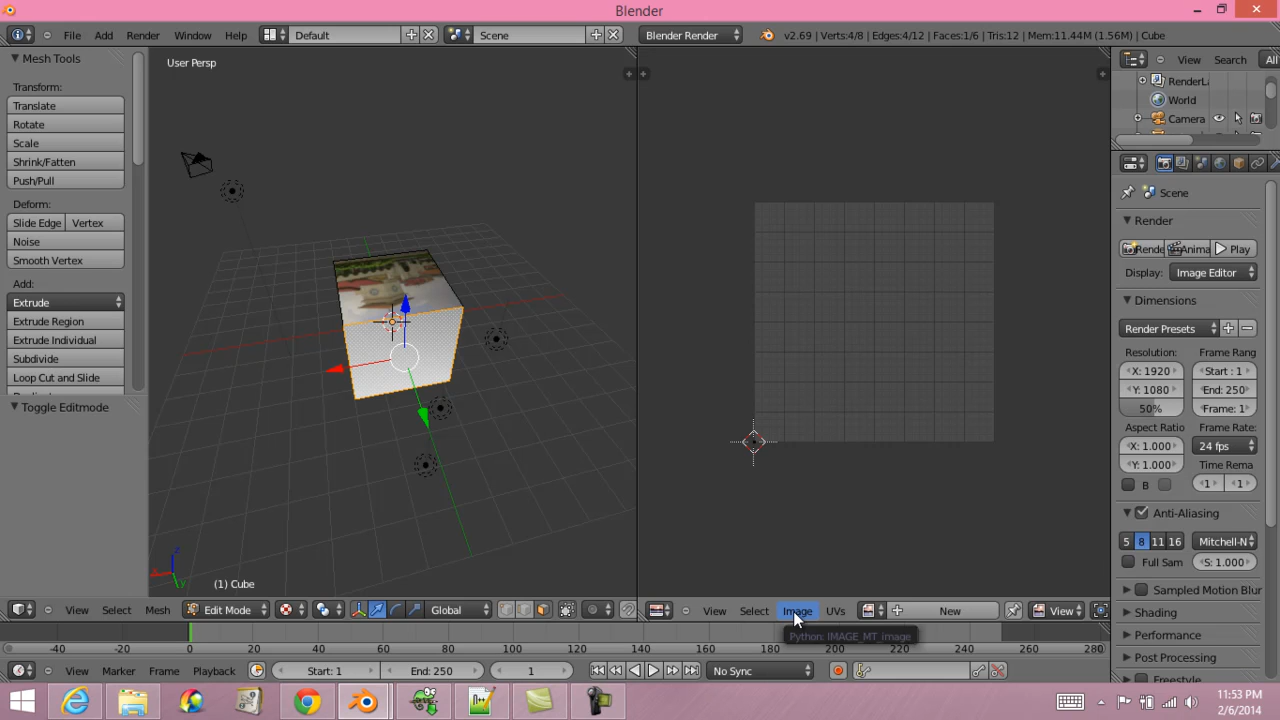 Blender
File Add Render Window Help Default Scene Blender Render v2.69 | Verts:4/8 | Edges:4/12 | Faces:1/6 | Tris:12 | Mem:11.44M (1.56M) | Cube
Mesh Tools
Transform:
Translate
Rotate
Scale
Shrink/Fatten
Push/Pull
Deform:
Slide Edge Vertex
Noise
Smooth Vertex
Add:
Extrude
Extrude Region
Extrude Individual
Subdivide
Loop Cut and Slide
Toggle Editmode
User Persp
(1) Cube
View Select Mesh Edit Mode Global
View Select Image UVs New View
Python: IMAGE_MT_image
View Search All
RenderLa
World
Camera
Scene
Render
Rende Anima Play
Display: Image Editor
Dimensions
Render Presets
Resolution: Frame Rang
X: 1920 Start : 1
Y: 1080 End: 250
50% Frame: 1
Aspect Ratio Frame Rate:
X: 1.000 24 fps
Y: 1.000 Time Rema
B 1 1
Anti-Aliasing
5 8 11 16 Mitchell-N
Full Sam S: 1.000
Sampled Motion Blur
Shading
Performance
Post Processing
Freestyle
-40 -20 0 20 40 60 80 100 120 140 160 180 200 220 240 260 280
View Marker Frame Playback Start: 1 End: 250 1 No Sync
11:53 PM
2/6/2014